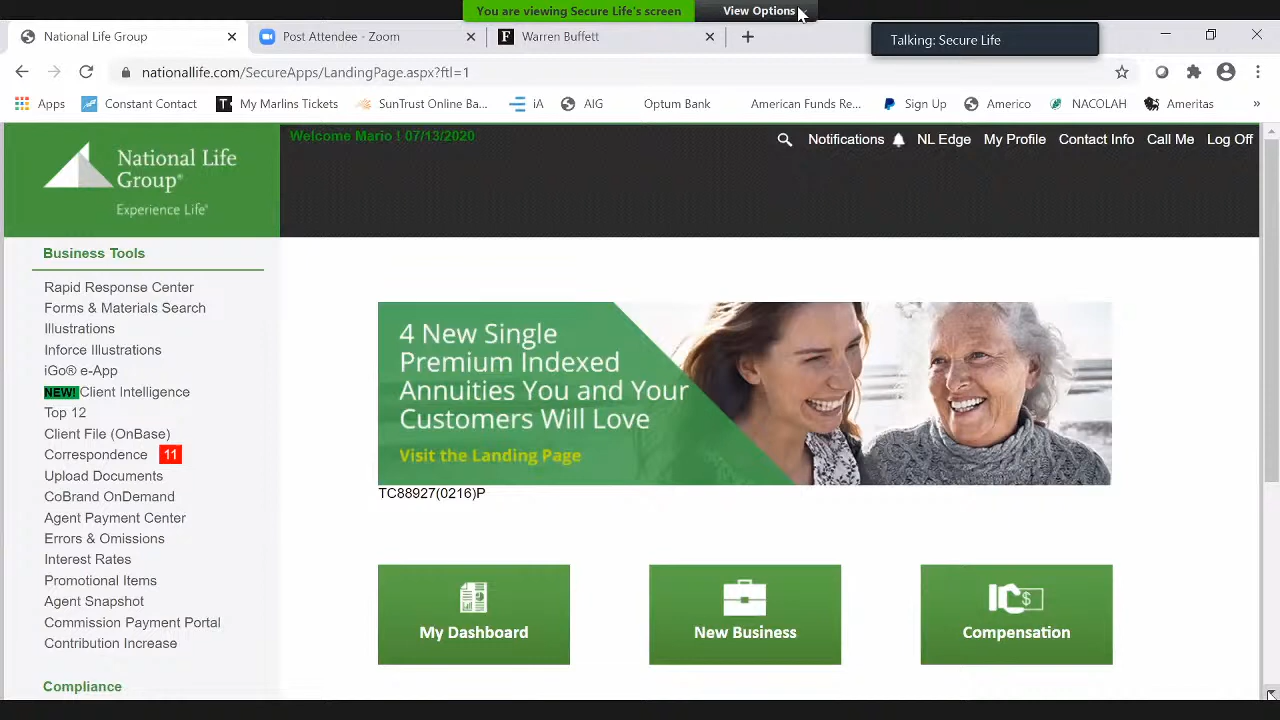 You are viewing Secure Life's screen
View Options
National Life Group
Post Attendee - Zoom
Warren Buffett
Talking: Secure Life
nationallife.com/SecureApps/LandingPage.aspx?ftl=1
Apps
Constant Contact
My Martins Tickets
SunTrust Online Ba...
iA
AIG
Optum Bank
American Funds Re...
Sign Up
Americo
NACOLAH
Ameritas
»
National Life
Group®
Experience Life®
Welcome Mario ! 07/13/2020
Notifications
NL Edge
My Profile
Contact Info
Call Me
Log Off
Business Tools
Rapid Response Center
Forms & Materials Search
Illustrations
Inforce Illustrations
iGo® e-App
NEW! Client Intelligence
Top 12
Client File (OnBase)
Correspondence 11
Upload Documents
CoBrand OnDemand
Agent Payment Center
Errors & Omissions
Interest Rates
Promotional Items
Agent Snapshot
Commission Payment Portal
Contribution Increase
Compliance
4 New Single
Premium Indexed
Annuities You and Your
Customers Will Love
Visit the Landing Page
TC88927(0216)P
My Dashboard
New Business
Compensation